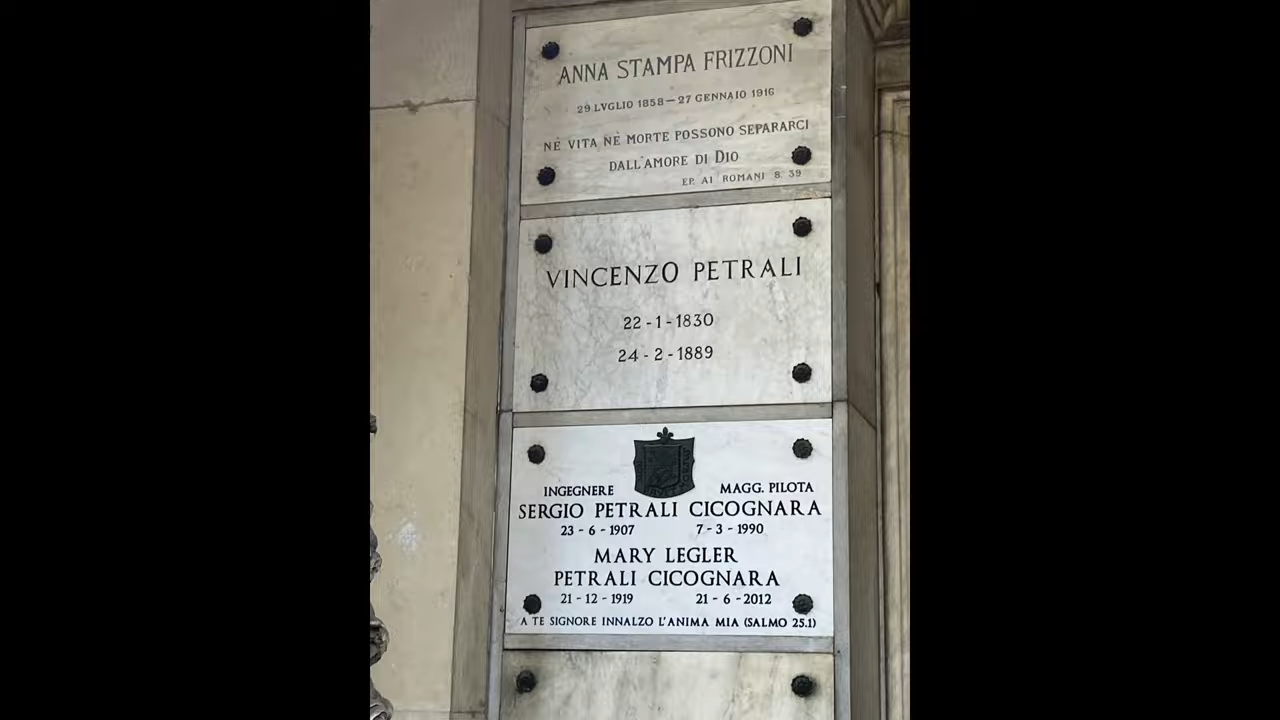 ANNA STAMPA FRIZZONI
29 LVGLIO 1858 — 27 GENNAIO 1916
NÈ VITA NÈ MORTE POSSONO SEPARARCI
DALL'AMORE DI DIO
EP. AI ROMANI 8. 39
VINCENZO PETRALI
22 - 1 - 1830
24 - 2 - 1889
INGEGNERE MAGG. PILOTA
SERGIO PETRALI CICOGNARA
23 - 6 - 1907 7 - 3 - 1990
MARY LEGLER
PETRALI CICOGNARA
21 - 12 - 1919 21 - 6 - 2012
A TE SIGNORE INNALZO L'ANIMA MIA (SALMO 25.1)